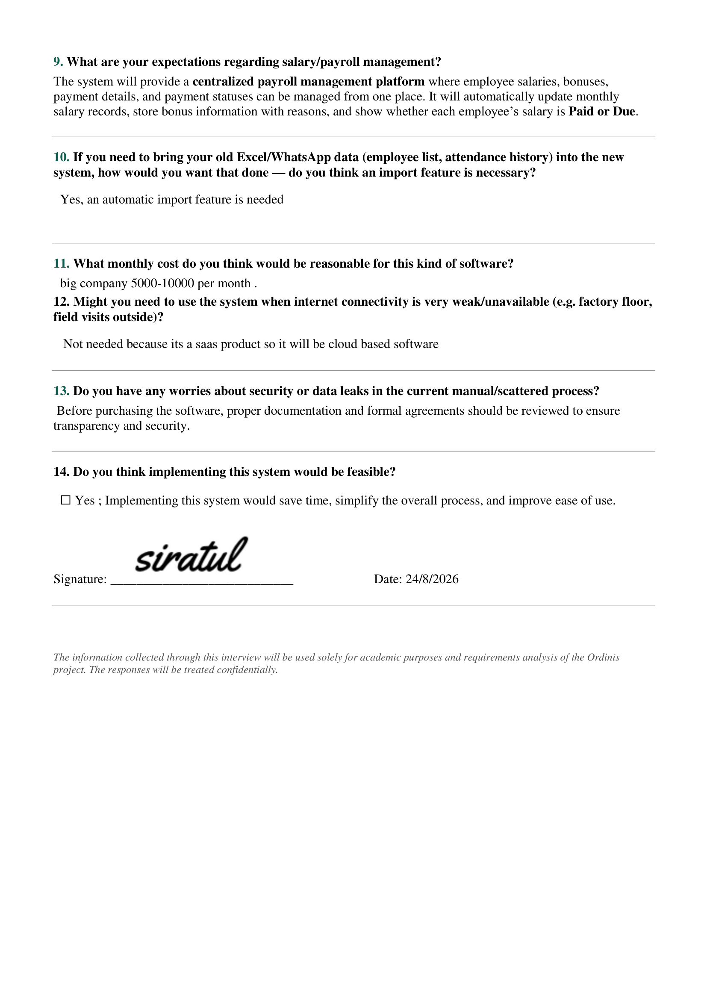 9. What are your expectations regarding salary/payroll management?
The system will provide a centralized payroll management platform where employee salaries, bonuses,
payment details, and payment statuses can be managed from one place. It will automatically update monthly
salary records, store bonus information with reasons, and show whether each employee’s salary is Paid or Due.
10. If you need to bring your old Excel/WhatsApp data (employee list, attendance history) into the new
system, how would you want that done — do you think an import feature is necessary?
Yes, an automatic import feature is needed
11. What monthly cost do you think would be reasonable for this kind of software?
big company 5000-10000 per month .
12. Might you need to use the system when internet connectivity is very weak/unavailable (e.g. factory floor,
field visits outside)?
Not needed because its a saas product so it will be cloud based software
13. Do you have any worries about security or data leaks in the current manual/scattered process?
Before purchasing the software, proper documentation and formal agreements should be reviewed to ensure
transparency and security.
14. Do you think implementing this system would be feasible?
☐ Yes ; Implementing this system would save time, simplify the overall process, and improve ease of use.
siratul
Signature: ____________________________ Date: 24/8/2026
The information collected through this interview will be used solely for academic purposes and requirements analysis of the Ordinis
project. The responses will be treated confidentially.